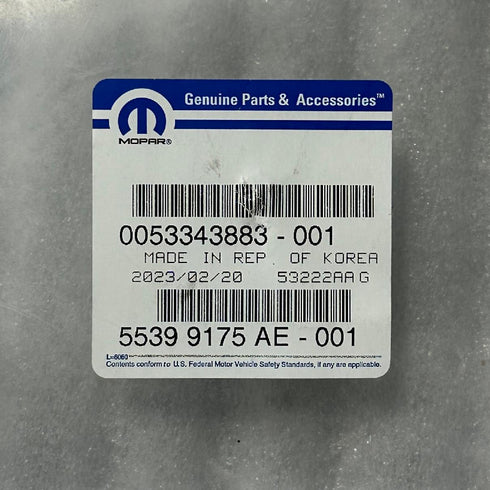 Genuine Parts & Accessories™
MOPAR®
0053343883 - 001
MADE IN REP. OF KOREA
2023/02/20 53222AA G
5539 9175 AE - 001
L-6060
Contents conform to U.S. Federal Motor Vehicle Safety Standards, if any are applicable.